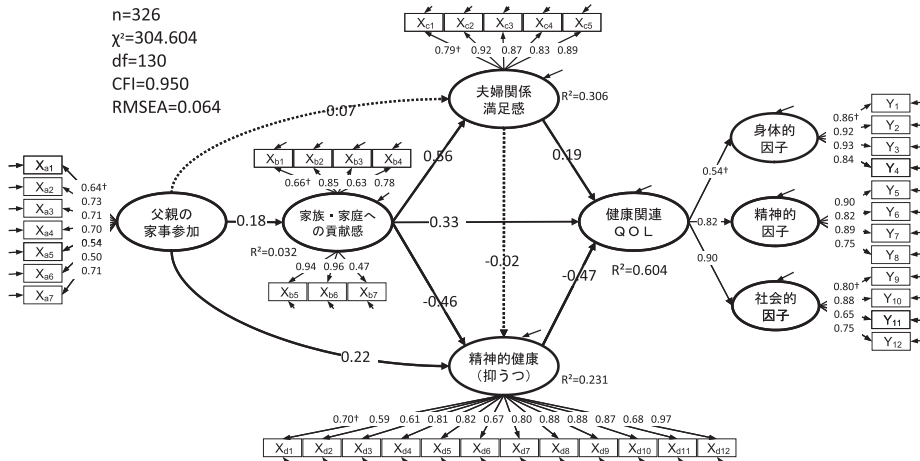 n=326
χ²=304.604
df=130
CFI=0.950
RMSEA=0.064
Xc1 Xc2 Xc3 Xc4 Xc5
0.79† 0.92 0.87 0.83 0.89
夫婦関係
満足感
R²=0.306
0.07
Xb1 Xb2 Xb3 Xb4
0.66† 0.85 0.63 0.78
0.56
0.19
Xa1
Xa2
Xa3
Xa4
Xa5
Xa6
Xa7
0.64†
0.73
0.71
0.70
0.54
0.50
0.71
父親の
家事参加
0.18
家族・家庭へ
の貢献感
R²=0.032
0.33
健康関連
QOL
R²=0.604
0.94 0.96 0.47
Xb5 Xb6 Xb7
-0.02
-0.46
-0.47
0.22
精神的健康
（抑うつ）
R²=0.231
0.70† 0.59 0.61 0.81 0.82 0.67 0.80 0.88 0.88 0.87 0.68 0.97
Xd1 Xd2 Xd3 Xd4 Xd5 Xd6 Xd7 Xd8 Xd9 Xd10 Xd11 Xd12
0.54†
0.82
0.90
身体的
因子
0.86†
0.92
0.93
0.84
Y1
Y2
Y3
Y4
精神的
因子
0.90
0.82
0.89
0.75
Y5
Y6
Y7
Y8
社会的
因子
0.80†
0.88
0.65
0.75
Y9
Y10
Y11
Y12